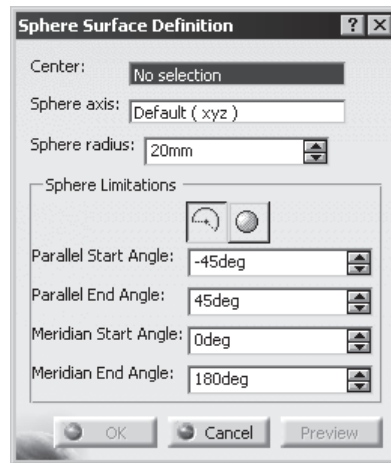 Sphere Surface Definition ? X
Center: No selection
Sphere axis: Default ( xyz )
Sphere radius: 20mm
Sphere Limitations
Parallel Start Angle: -45deg
Parallel End Angle: 45deg
Meridian Start Angle: 0deg
Meridian End Angle: 180deg
OK Cancel Preview